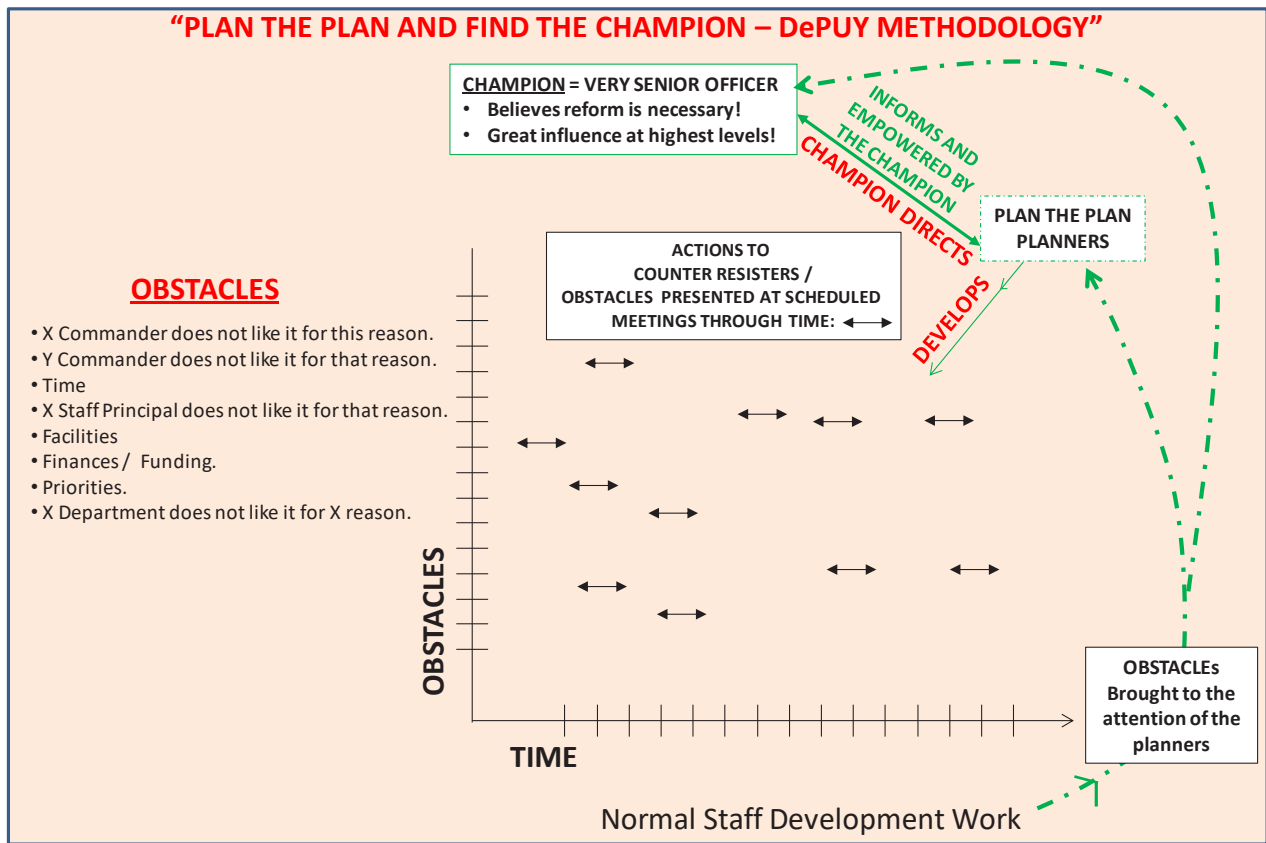 “PLAN THE PLAN AND FIND THE CHAMPION – DePUY METHODOLOGY”
CHAMPION = VERY SENIOR OFFICER
• Believes reform is necessary!
• Great influence at highest levels!
INFORMS AND
EMPOWERED BY
THE CHAMPION
CHAMPION DIRECTS
PLAN THE PLAN
PLANNERS
DEVELOPS
ACTIONS TO
COUNTER RESISTERS /
OBSTACLES PRESENTED AT SCHEDULED
MEETINGS THROUGH TIME:
OBSTACLES
• X Commander does not like it for this reason.
• Y Commander does not like it for that reason.
• Time
• X Staff Principal does not like it for that reason.
• Facilities
• Finances / Funding.
• Priorities.
• X Department does not like it for X reason.
OBSTACLES
TIME
OBSTACLEs
Brought to the
attention of the
planners
Normal Staff Development Work